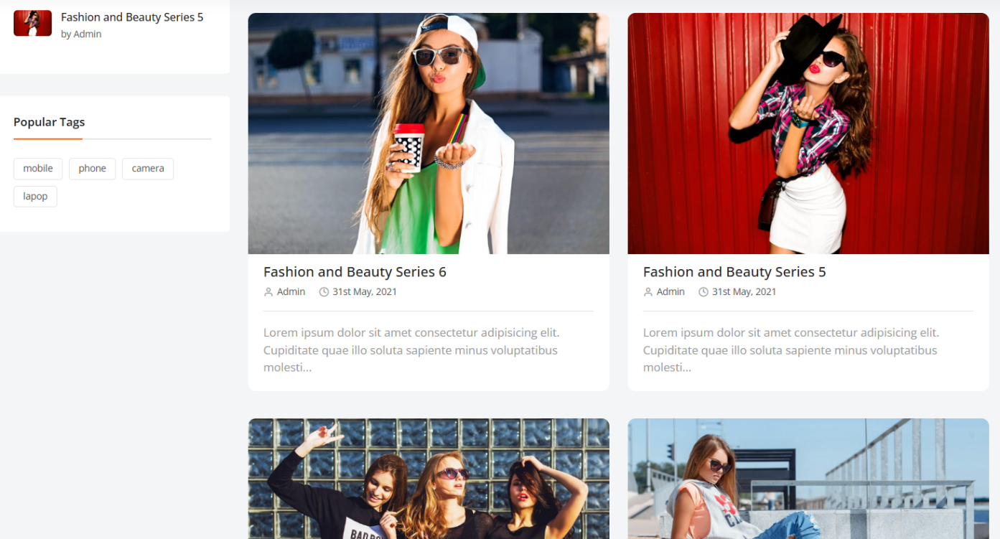 Fashion and Beauty Series 5
by Admin
Popular Tags
mobile
phone
camera
lapop
Fashion and Beauty Series 6
Admin
31st May, 2021
Lorem ipsum dolor sit amet consectetur adipisicing elit.
Cupiditate quae illo soluta sapiente minus voluptatibus
molesti...
Fashion and Beauty Series 5
Admin
31st May, 2021
Lorem ipsum dolor sit amet consectetur adipisicing elit.
Cupiditate quae illo soluta sapiente minus voluptatibus
molesti...